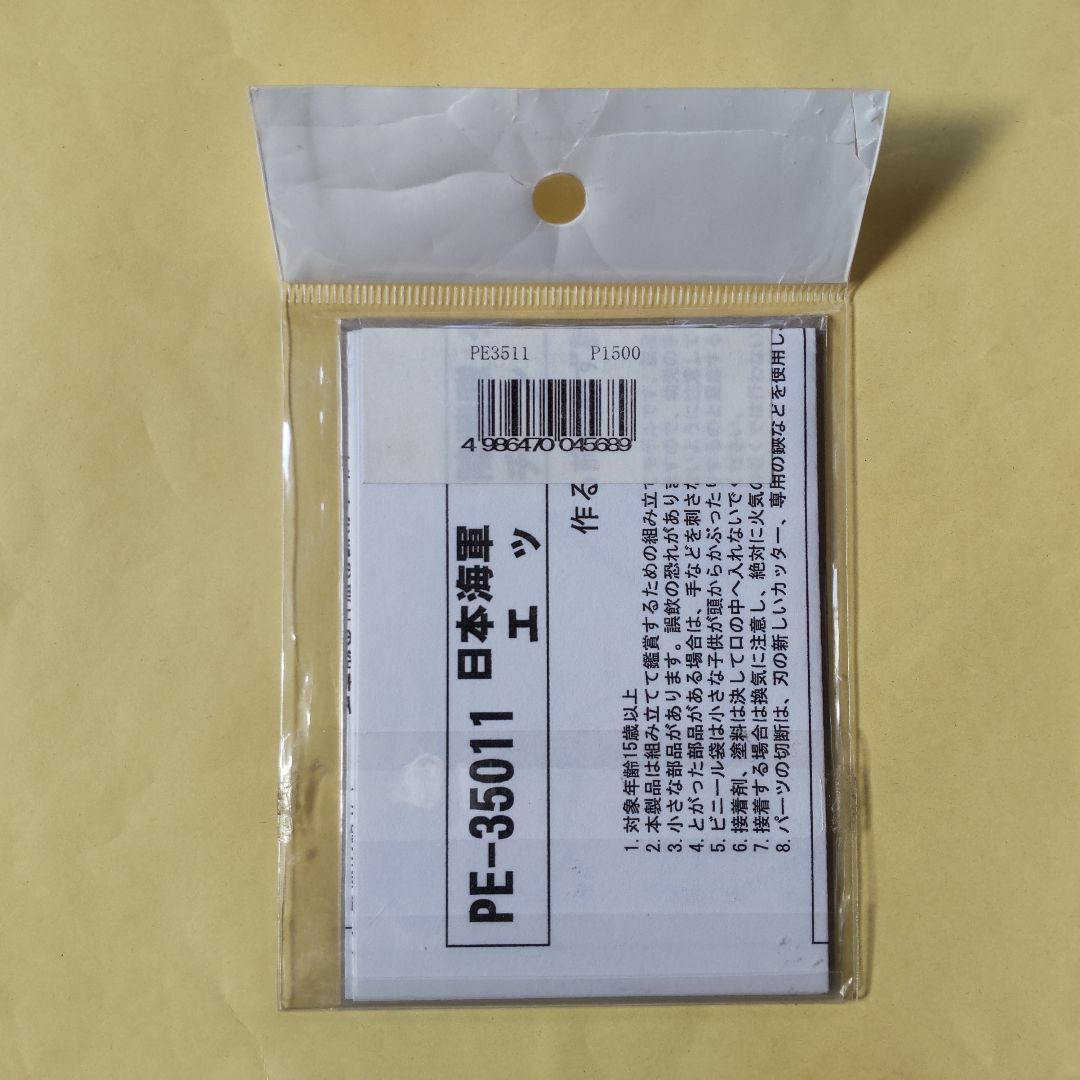 PE3511 P1500
4 986470 045689
PE-35011 日本海軍
エッ
作る
1. 対象年齢15歳以上
2. 本製品は組み立てて鑑賞するための組み立て
3. 小さな部品があります。誤飲の恐れがありま
4. とがった部品がある場合は、手などを刺さな
5. ビニール袋は小さな子供が頭からかぶったり
6. 接着剤、塗料は決して口の中へ入れないでく
7. 接着する場合は換気に注意し、絶対に火気の
8. パーツの切断は、刃の新しいカッター、専用の鋏などを使用し